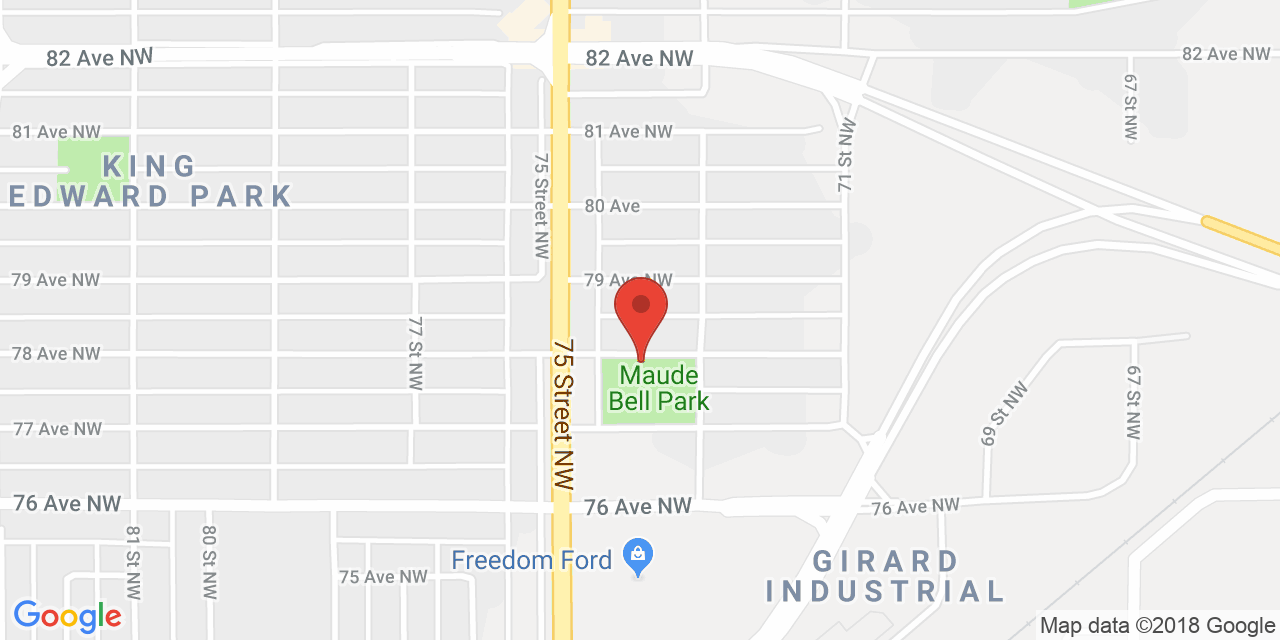 82 Ave NW
82 Ave NW
82 Ave NW
67 St NW
81 Ave NW
81 Ave NW
71 St NW
KING
EDWARD PARK
75 Street NW
80 Ave
79 Ave NW
79 Ave NW
77 St NW
78 Ave NW
75 Street NW
Maude
Bell Park
69 St NW
67 St NW
77 Ave NW
76 Ave NW
76 Ave NW
76 Ave NW
81 St NW
80 St NW
Freedom Ford
75 Ave NW
GIRARD
INDUSTRIAL
Google
Map data ©2018 Google